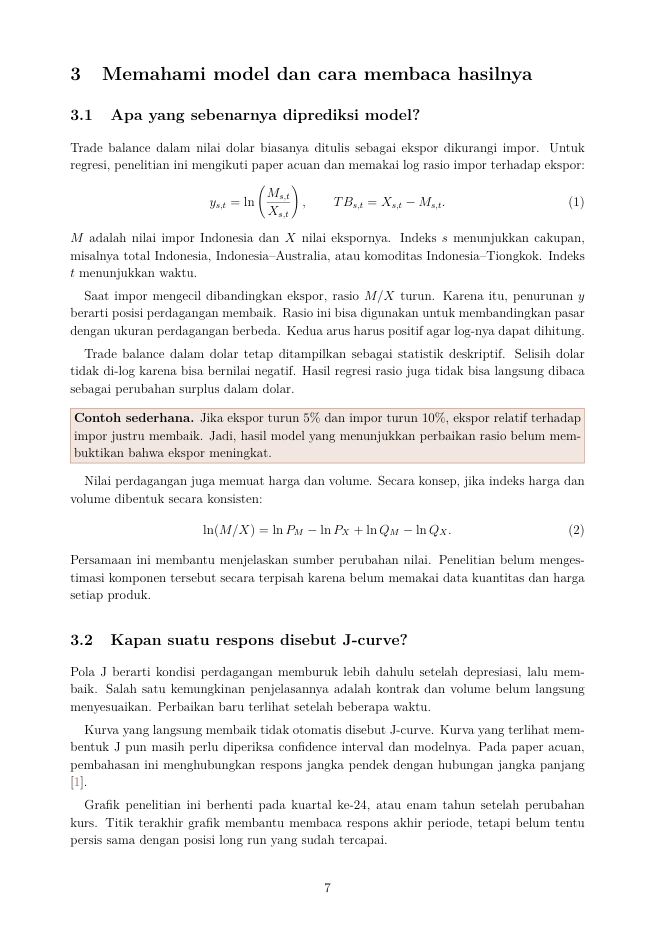 3 Memahami model dan cara membaca hasilnya
3.1 Apa yang sebenarnya diprediksi model?
Trade balance dalam nilai dolar biasanya ditulis sebagai ekspor dikurangi impor. Untuk
regresi, penelitian ini mengikuti paper acuan dan memakai log rasio impor terhadap ekspor:
y_{s,t} = ln(M_{s,t}/X_{s,t}), TB_{s,t} = X_{s,t} − M_{s,t}. (1)
M adalah nilai impor Indonesia dan X nilai ekspornya. Indeks s menunjukkan cakupan,
misalnya total Indonesia, Indonesia–Australia, atau komoditas Indonesia–Tiongkok. Indeks
t menunjukkan waktu.
Saat impor mengecil dibandingkan ekspor, rasio M/X turun. Karena itu, penurunan y
berarti posisi perdagangan membaik. Rasio ini bisa digunakan untuk membandingkan pasar
dengan ukuran perdagangan berbeda. Kedua arus harus positif agar log-nya dapat dihitung.
Trade balance dalam dolar tetap ditampilkan sebagai statistik deskriptif. Selisih dolar
tidak di-log karena bisa bernilai negatif. Hasil regresi rasio juga tidak bisa langsung dibaca
sebagai perubahan surplus dalam dolar.
Contoh sederhana. Jika ekspor turun 5% dan impor turun 10%, ekspor relatif terhadap
impor justru membaik. Jadi, hasil model yang menunjukkan perbaikan rasio belum mem-
buktikan bahwa ekspor meningkat.
Nilai perdagangan juga memuat harga dan volume. Secara konsep, jika indeks harga dan
volume dibentuk secara konsisten:
ln(M/X) = ln P_M − ln P_X + ln Q_M − ln Q_X. (2)
Persamaan ini membantu menjelaskan sumber perubahan nilai. Penelitian belum menges-
timasi komponen tersebut secara terpisah karena belum memakai data kuantitas dan harga
setiap produk.
3.2 Kapan suatu respons disebut J-curve?
Pola J berarti kondisi perdagangan memburuk lebih dahulu setelah depresiasi, lalu mem-
baik. Salah satu kemungkinan penjelasannya adalah kontrak dan volume belum langsung
menyesuaikan. Perbaikan baru terlihat setelah beberapa waktu.
Kurva yang langsung membaik tidak otomatis disebut J-curve. Kurva yang terlihat mem-
bentuk J pun masih perlu diperiksa confidence interval dan modelnya. Pada paper acuan,
pembahasan ini menghubungkan respons jangka pendek dengan hubungan jangka panjang
[1].
Grafik penelitian ini berhenti pada kuartal ke-24, atau enam tahun setelah perubahan
kurs. Titik terakhir grafik membantu membaca respons akhir periode, tetapi belum tentu
persis sama dengan posisi long run yang sudah tercapai.
7